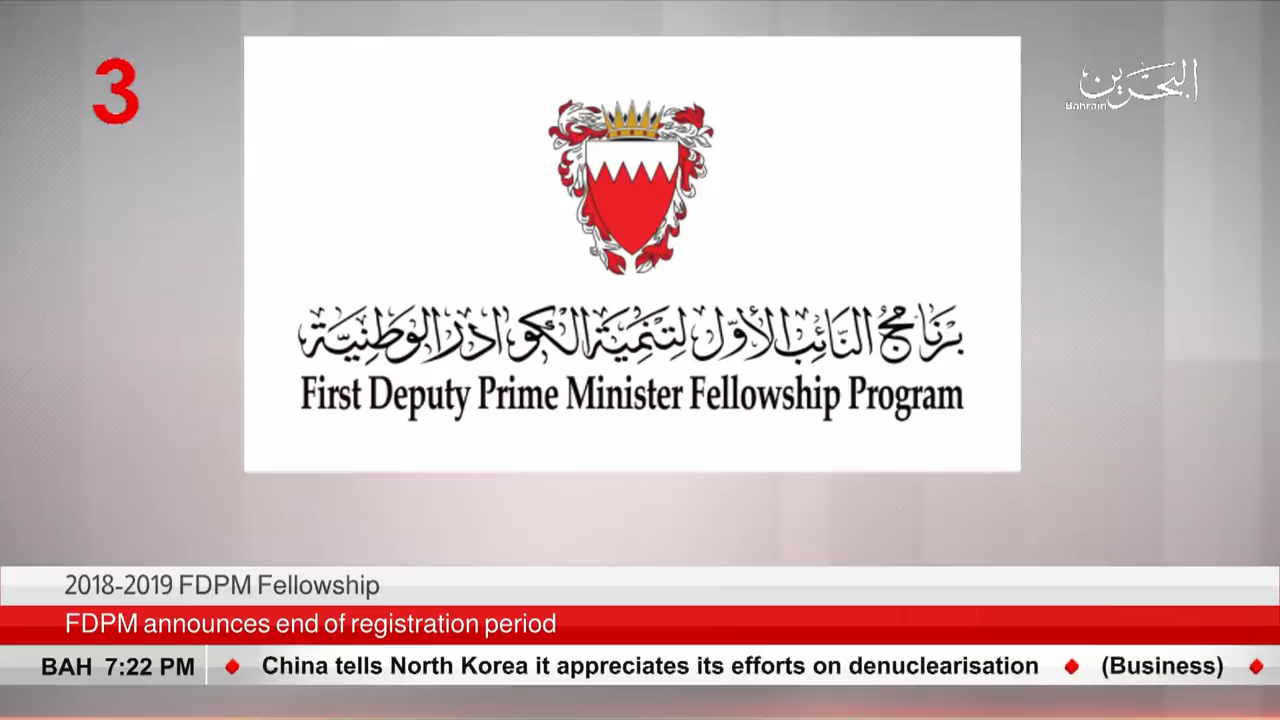 3
البحرين
Bahrain
برنامج النائب الأول لتنمية الكوادر الوطنية
First Deputy Prime Minister Fellowship Program
2018-2019 FDPM Fellowship
FDPM announces end of registration period
BAH 7:22 PM China tells North Korea it appreciates its efforts on denuclearisation (Business)